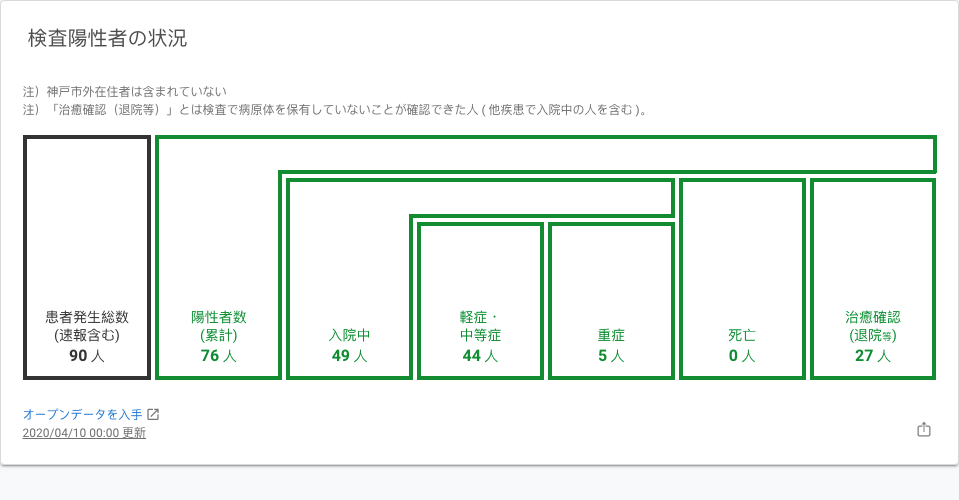 検査陽性者の状況
注）神戸市外在住者は含まれていない
注）「治癒確認（退院等）」とは検査で病原体を保有していないことが確認できた人 ( 他疾患で入院中の人を含む )。
患者発生総数
(速報含む)
90 人
陽性者数
(累計)
76 人
入院中
49 人
軽症・
中等症
44 人
重症
5 人
死亡
0 人
治癒確認
(退院等)
27 人
オープンデータを入手
2020/04/10 00:00 更新